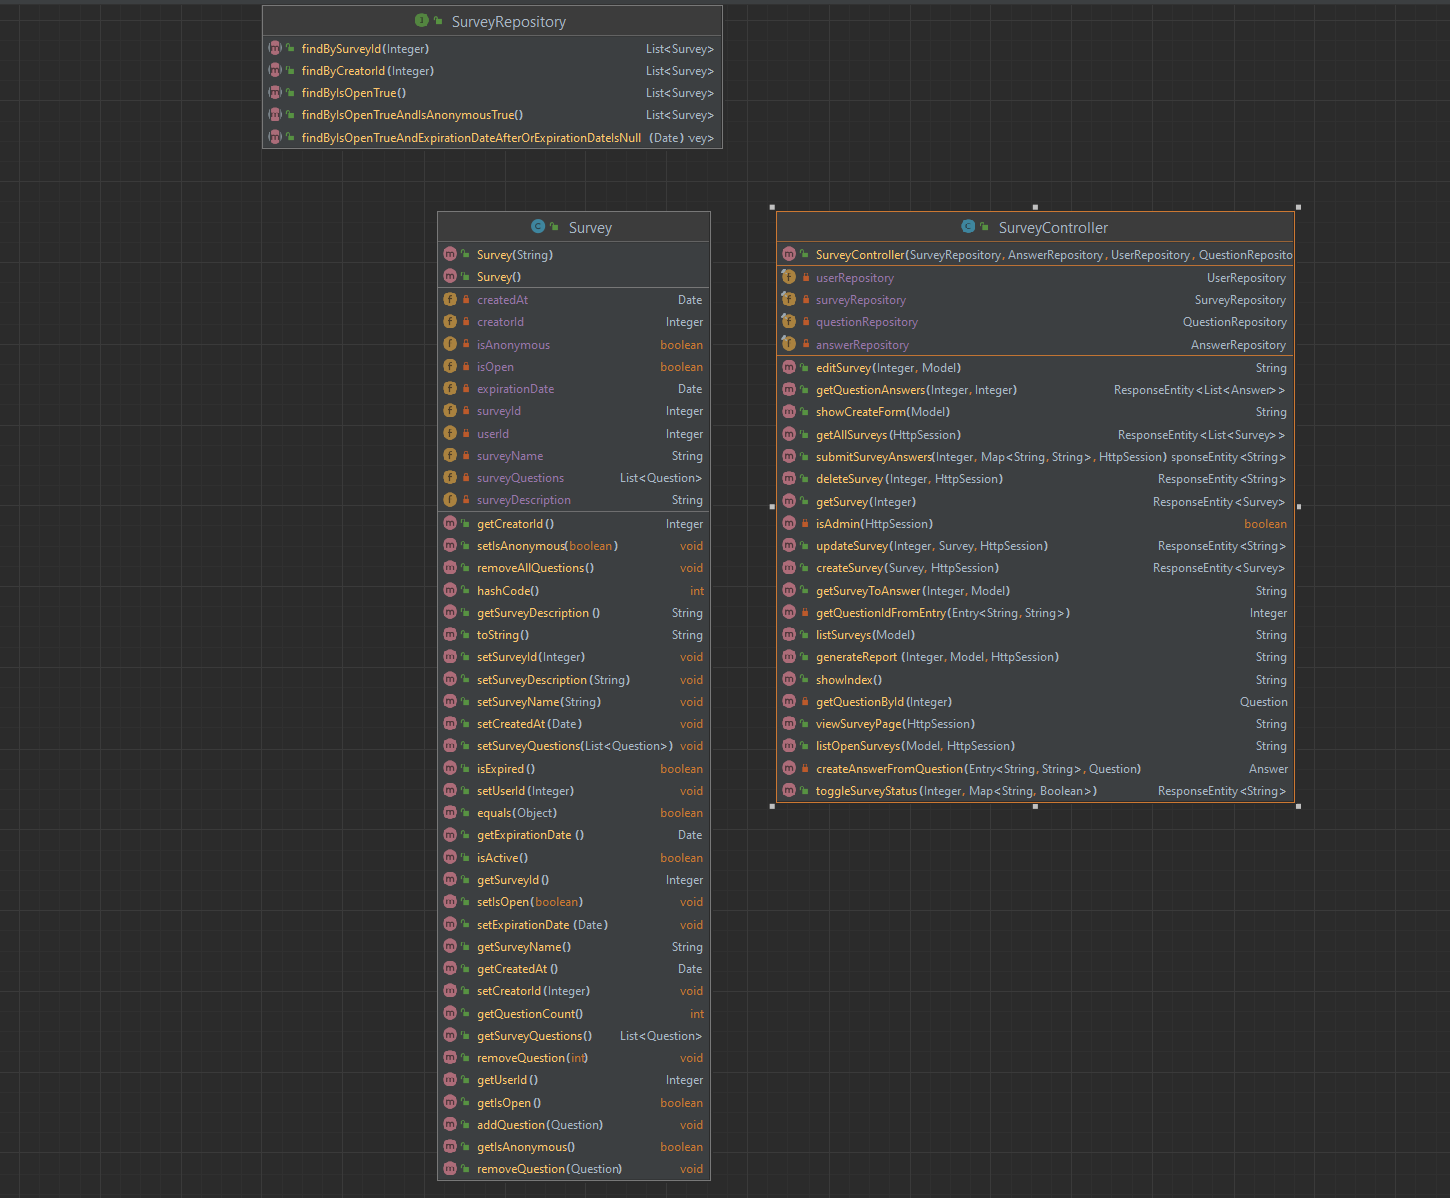 SurveyRepository
findBySurveyId(Integer) List<Survey>
findByCreatorId(Integer) List<Survey>
findByIsOpenTrue() List<Survey>
findByIsOpenTrueAndIsAnonymousTrue() List<Survey>
findByIsOpenTrueAndExpirationDateAfterOrExpirationDateIsNull (Date) vey>
Survey
Survey(String)
Survey()
createdAt Date
creatorId Integer
isAnonymous boolean
isOpen boolean
expirationDate Date
surveyId Integer
userId Integer
surveyName String
surveyQuestions List<Question>
surveyDescription String
getCreatorId() Integer
setIsAnonymous(boolean) void
removeAllQuestions() void
hashCode() int
getSurveyDescription() String
toString() String
setSurveyId(Integer) void
setSurveyDescription(String) void
setSurveyName(String) void
setCreatedAt(Date) void
setSurveyQuestions(List<Question>) void
isExpired() boolean
setUserId(Integer) void
equals(Object) boolean
getExpirationDate() Date
isActive() boolean
getSurveyId() Integer
setIsOpen(boolean) void
setExpirationDate(Date) void
getSurveyName() String
getCreatedAt() Date
setCreatorId(Integer) void
getQuestionCount() int
getSurveyQuestions() List<Question>
removeQuestion(int) void
getUserId() Integer
getIsOpen() boolean
addQuestion(Question) void
getIsAnonymous() boolean
removeQuestion(Question) void
SurveyController
SurveyController(SurveyRepository, AnswerRepository, UserRepository, QuestionReposito
userRepository UserRepository
surveyRepository SurveyRepository
questionRepository QuestionRepository
answerRepository AnswerRepository
editSurvey(Integer, Model) String
getQuestionAnswers(Integer, Integer) ResponseEntity<List<Answer>>
showCreateForm(Model) String
getAllSurveys(HttpSession) ResponseEntity<List<Survey>>
submitSurveyAnswers(Integer, Map<String, String>, HttpSession) sponseEntity<String>
deleteSurvey(Integer, HttpSession) ResponseEntity<String>
getSurvey(Integer) ResponseEntity<Survey>
isAdmin(HttpSession) boolean
updateSurvey(Integer, Survey, HttpSession) ResponseEntity<String>
createSurvey(Survey, HttpSession) ResponseEntity<Survey>
getSurveyToAnswer(Integer, Model) String
getQuestionIdFromEntry(Entry<String, String>) Integer
listSurveys(Model) String
generateReport(Integer, Model, HttpSession) String
showIndex() String
getQuestionById(Integer) Question
viewSurveyPage(HttpSession) String
listOpenSurveys(Model, HttpSession) String
createAnswerFromQuestion(Entry<String, String>, Question) Answer
toggleSurveyStatus(Integer, Map<String, Boolean>) ResponseEntity<String>